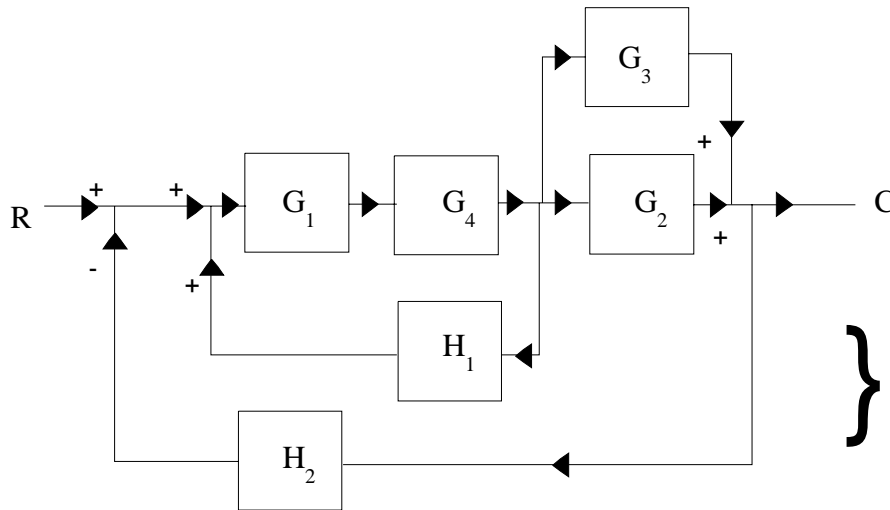 G3
+
+ + G1 G4 G2 C
R
+
- +
H1
}
H2